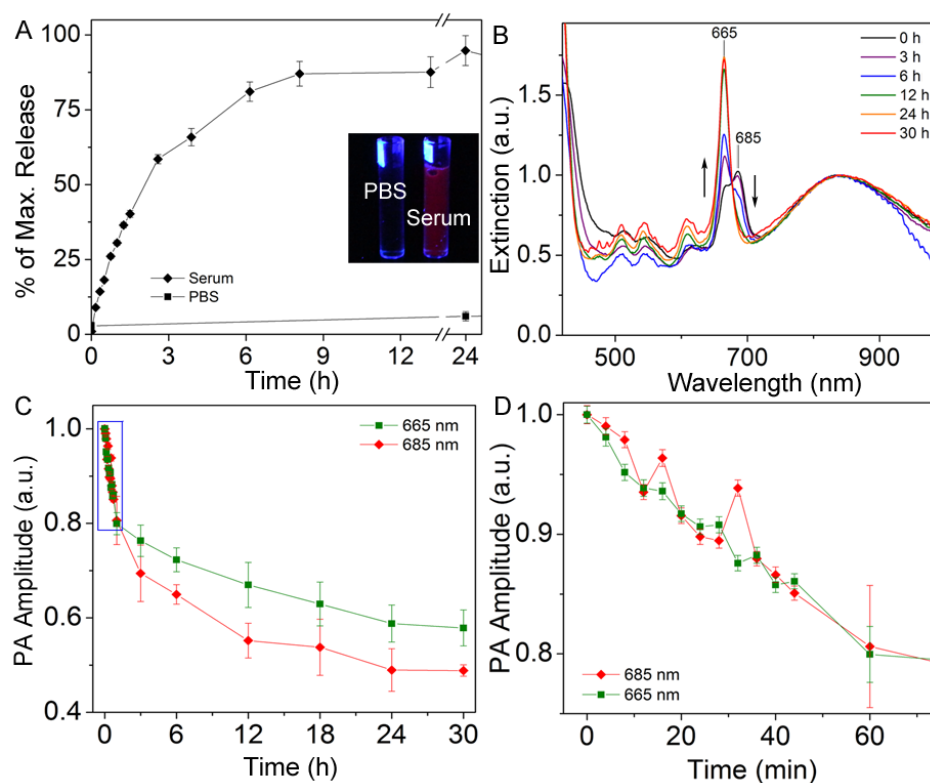 A
100
75
50
25
0
% of Max. Release
PBS
Serum
Serum
PBS
0
3
6
9
12
24
Time (h)
B
665
685
0 h
3 h
6 h
12 h
24 h
30 h
1.5
1.0
0.5
0.0
Extinction (a.u.)
500
700
900
Wavelength (nm)
C
665 nm
685 nm
1.0
0.8
0.6
0.4
PA Amplitude (a.u.)
0
6
12
18
24
30
Time (h)
D
1.0
0.9
0.8
PA Amplitude (a.u.)
685 nm
665 nm
0
20
40
60
Time (min)